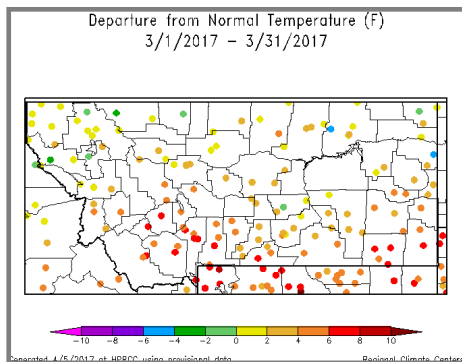 Departure from Normal Temperature (F)
3/1/2017 – 3/31/2017
-10 -8 -6 -4 -2 0 2 4 6 8 10
Generated 4/5/2017 at HPRCC using provisional data. Regional Climate Centers